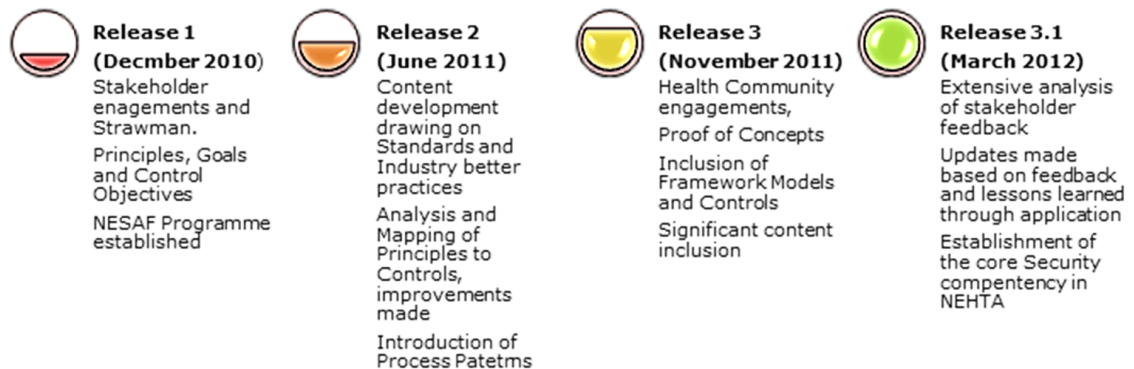 Release 1
(Decmber 2010)
Stakeholder
enagements and
Strawman.
Principles, Goals
and Control
Objectives
NESAF Programme
established
Release 2
(June 2011)
Content
development
drawing on
Standards and
Industry better
practices
Analysis and
Mapping of
Principles to
Controls,
improvements
made
Introduction of
Process Patetms
Release 3
(November 2011)
Health Community
engagements,
Proof of Concepts
Inclusion of
Framework Models
and Controls
Significant content
inclusion
Release 3.1
(March 2012)
Extensive analysis
of stakeholder
feedback
Updates made
based on feedback
and lessons learned
through application
Establishment of
the core Security
compentency in
NEHTA